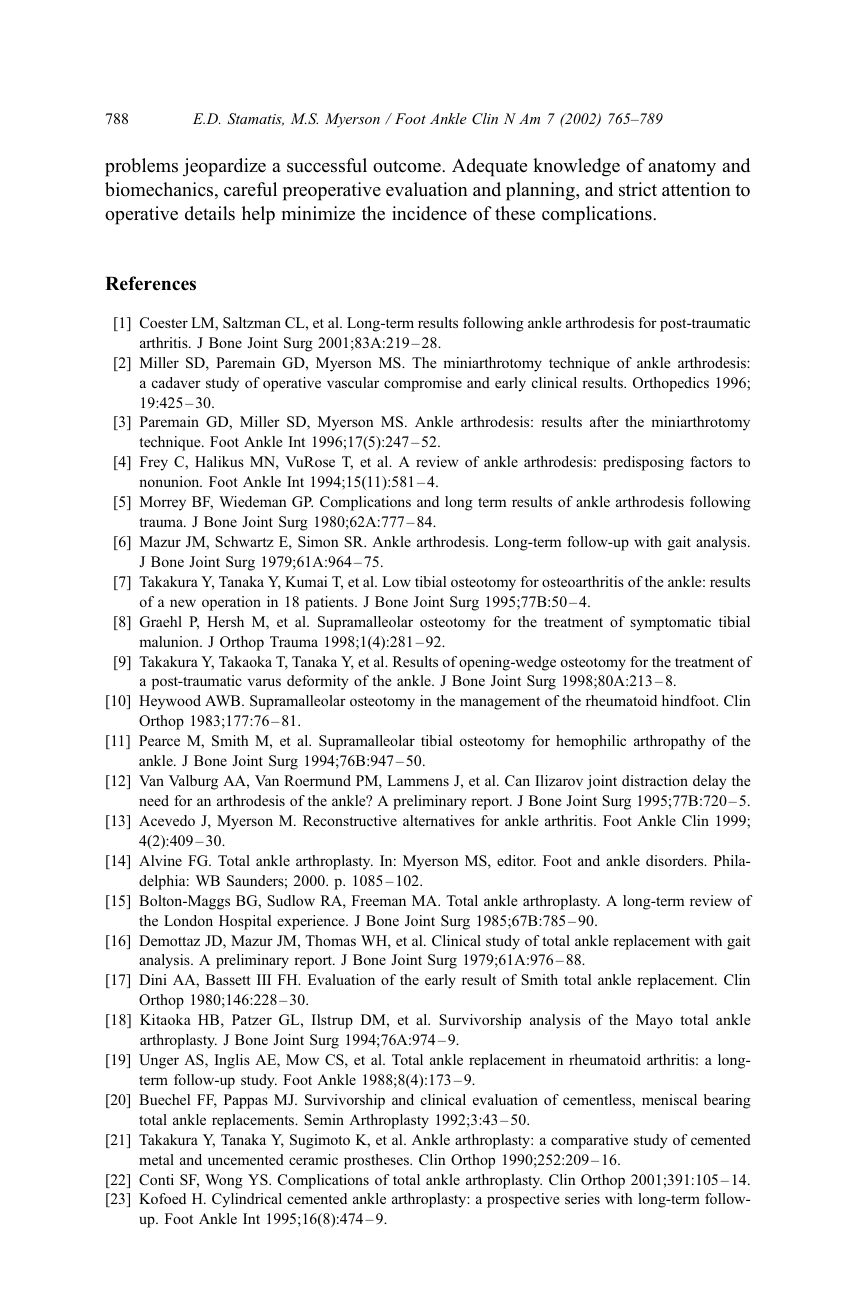 788 E.D. Stamatis, M.S. Myerson / Foot Ankle Clin N Am 7 (2002) 765–789
problems jeopardize a successful outcome. Adequate knowledge of anatomy and
biomechanics, careful preoperative evaluation and planning, and strict attention to
operative details help minimize the incidence of these complications.
References
[1] Coester LM, Saltzman CL, et al. Long-term results following ankle arthrodesis for post-traumatic
arthritis. J Bone Joint Surg 2001;83A:219–28.
[2] Miller SD, Paremain GD, Myerson MS. The miniarthrotomy technique of ankle arthrodesis:
a cadaver study of operative vascular compromise and early clinical results. Orthopedics 1996;
19:425–30.
[3] Paremain GD, Miller SD, Myerson MS. Ankle arthrodesis: results after the miniarthrotomy
technique. Foot Ankle Int 1996;17(5):247–52.
[4] Frey C, Halikus MN, VuRose T, et al. A review of ankle arthrodesis: predisposing factors to
nonunion. Foot Ankle Int 1994;15(11):581–4.
[5] Morrey BF, Wiedeman GP. Complications and long term results of ankle arthrodesis following
trauma. J Bone Joint Surg 1980;62A:777–84.
[6] Mazur JM, Schwartz E, Simon SR. Ankle arthrodesis. Long-term follow-up with gait analysis.
J Bone Joint Surg 1979;61A:964–75.
[7] Takakura Y, Tanaka Y, Kumai T, et al. Low tibial osteotomy for osteoarthritis of the ankle: results
of a new operation in 18 patients. J Bone Joint Surg 1995;77B:50–4.
[8] Graehl P, Hersh M, et al. Supramalleolar osteotomy for the treatment of symptomatic tibial
malunion. J Orthop Trauma 1998;1(4):281–92.
[9] Takakura Y, Takaoka T, Tanaka Y, et al. Results of opening-wedge osteotomy for the treatment of
a post-traumatic varus deformity of the ankle. J Bone Joint Surg 1998;80A:213–8.
[10] Heywood AWB. Supramalleolar osteotomy in the management of the rheumatoid hindfoot. Clin
Orthop 1983;177:76–81.
[11] Pearce M, Smith M, et al. Supramalleolar tibial osteotomy for hemophilic arthropathy of the
ankle. J Bone Joint Surg 1994;76B:947–50.
[12] Van Valburg AA, Van Roermund PM, Lammens J, et al. Can Ilizarov joint distraction delay the
need for an arthrodesis of the ankle? A preliminary report. J Bone Joint Surg 1995;77B:720–5.
[13] Acevedo J, Myerson M. Reconstructive alternatives for ankle arthritis. Foot Ankle Clin 1999;
4(2):409–30.
[14] Alvine FG. Total ankle arthroplasty. In: Myerson MS, editor. Foot and ankle disorders. Phila-
delphia: WB Saunders; 2000. p. 1085–102.
[15] Bolton-Maggs BG, Sudlow RA, Freeman MA. Total ankle arthroplasty. A long-term review of
the London Hospital experience. J Bone Joint Surg 1985;67B:785–90.
[16] Demottaz JD, Mazur JM, Thomas WH, et al. Clinical study of total ankle replacement with gait
analysis. A preliminary report. J Bone Joint Surg 1979;61A:976–88.
[17] Dini AA, Bassett III FH. Evaluation of the early result of Smith total ankle replacement. Clin
Orthop 1980;146:228–30.
[18] Kitaoka HB, Patzer GL, Ilstrup DM, et al. Survivorship analysis of the Mayo total ankle
arthroplasty. J Bone Joint Surg 1994;76A:974–9.
[19] Unger AS, Inglis AE, Mow CS, et al. Total ankle replacement in rheumatoid arthritis: a long-
term follow-up study. Foot Ankle 1988;8(4):173–9.
[20] Buechel FF, Pappas MJ. Survivorship and clinical evaluation of cementless, meniscal bearing
total ankle replacements. Semin Arthroplasty 1992;3:43–50.
[21] Takakura Y, Tanaka Y, Sugimoto K, et al. Ankle arthroplasty: a comparative study of cemented
metal and uncemented ceramic prostheses. Clin Orthop 1990;252:209–16.
[22] Conti SF, Wong YS. Complications of total ankle arthroplasty. Clin Orthop 2001;391:105–14.
[23] Kofoed H. Cylindrical cemented ankle arthroplasty: a prospective series with long-term follow-
up. Foot Ankle Int 1995;16(8):474–9.